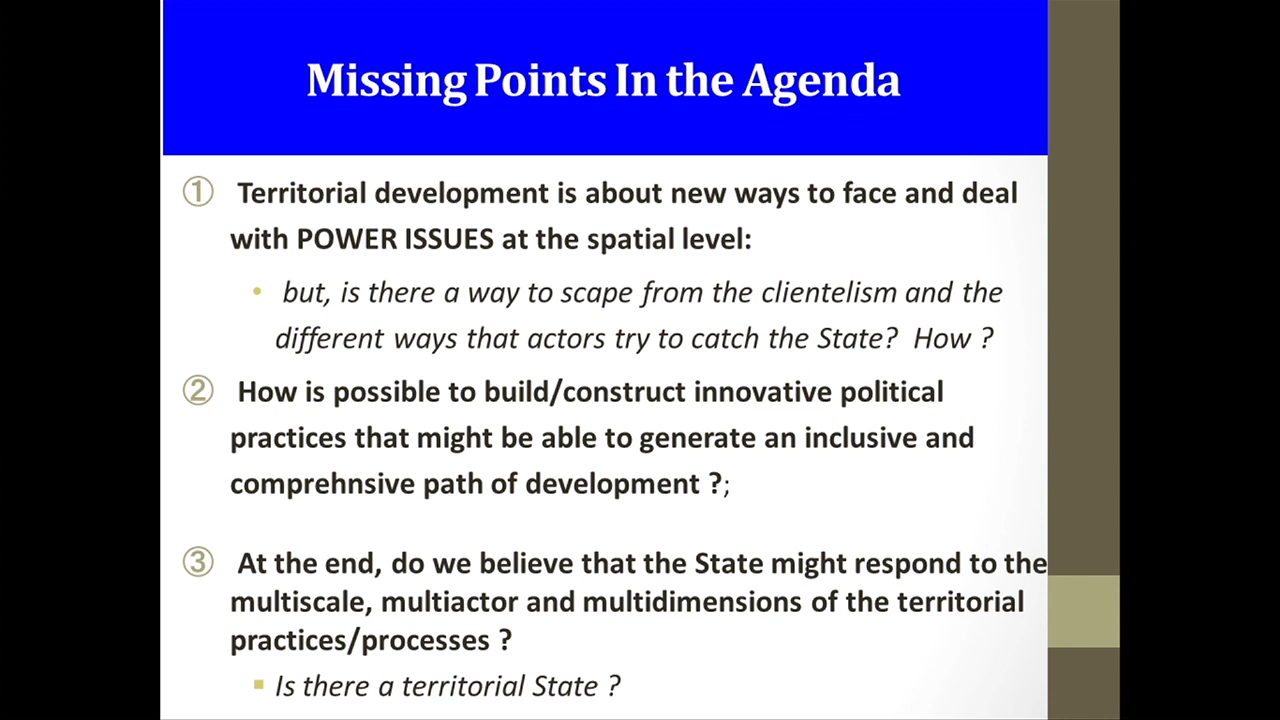 Missing Points In the Agenda
① Territorial development is about new ways to face and deal
with POWER ISSUES at the spatial level:
• but, is there a way to scape from the clientelism and the
different ways that actors try to catch the State? How ?
② How is possible to build/construct innovative political
practices that might be able to generate an inclusive and
comprehnsive path of development ?;
③ At the end, do we believe that the State might respond to the
multiscale, multiactor and multidimensions of the territorial
practices/processes ?
▪ Is there a territorial State ?